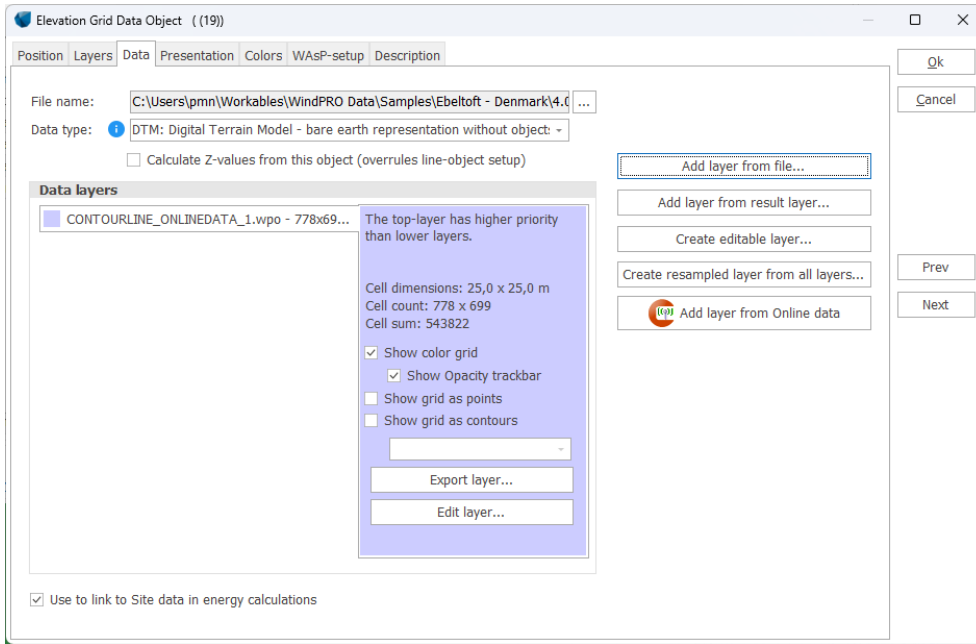 Elevation Grid Data Object ( (19))
Position Layers Data Presentation Colors WAsP-setup Description
Ok
Cancel
File name: C:\Users\pmn\Workables\WindPRO Data\Samples\Ebeltoft - Denmark\4.0 ...
Data type: DTM: Digital Terrain Model - bare earth representation without object:
Calculate Z-values from this object (overrules line-object setup)
Data layers
CONTOURLINE_ONLINEDATA_1.wpo - 778x69...
The top-layer has higher priority
than lower layers.
Cell dimensions: 25,0 x 25,0 m
Cell count: 778 x 699
Cell sum: 543822
Show color grid
Show Opacity trackbar
Show grid as points
Show grid as contours
Export layer...
Edit layer...
Add layer from file...
Add layer from result layer...
Create editable layer...
Create resampled layer from all layers...
Add layer from Online data
Prev
Next
Use to link to Site data in energy calculations